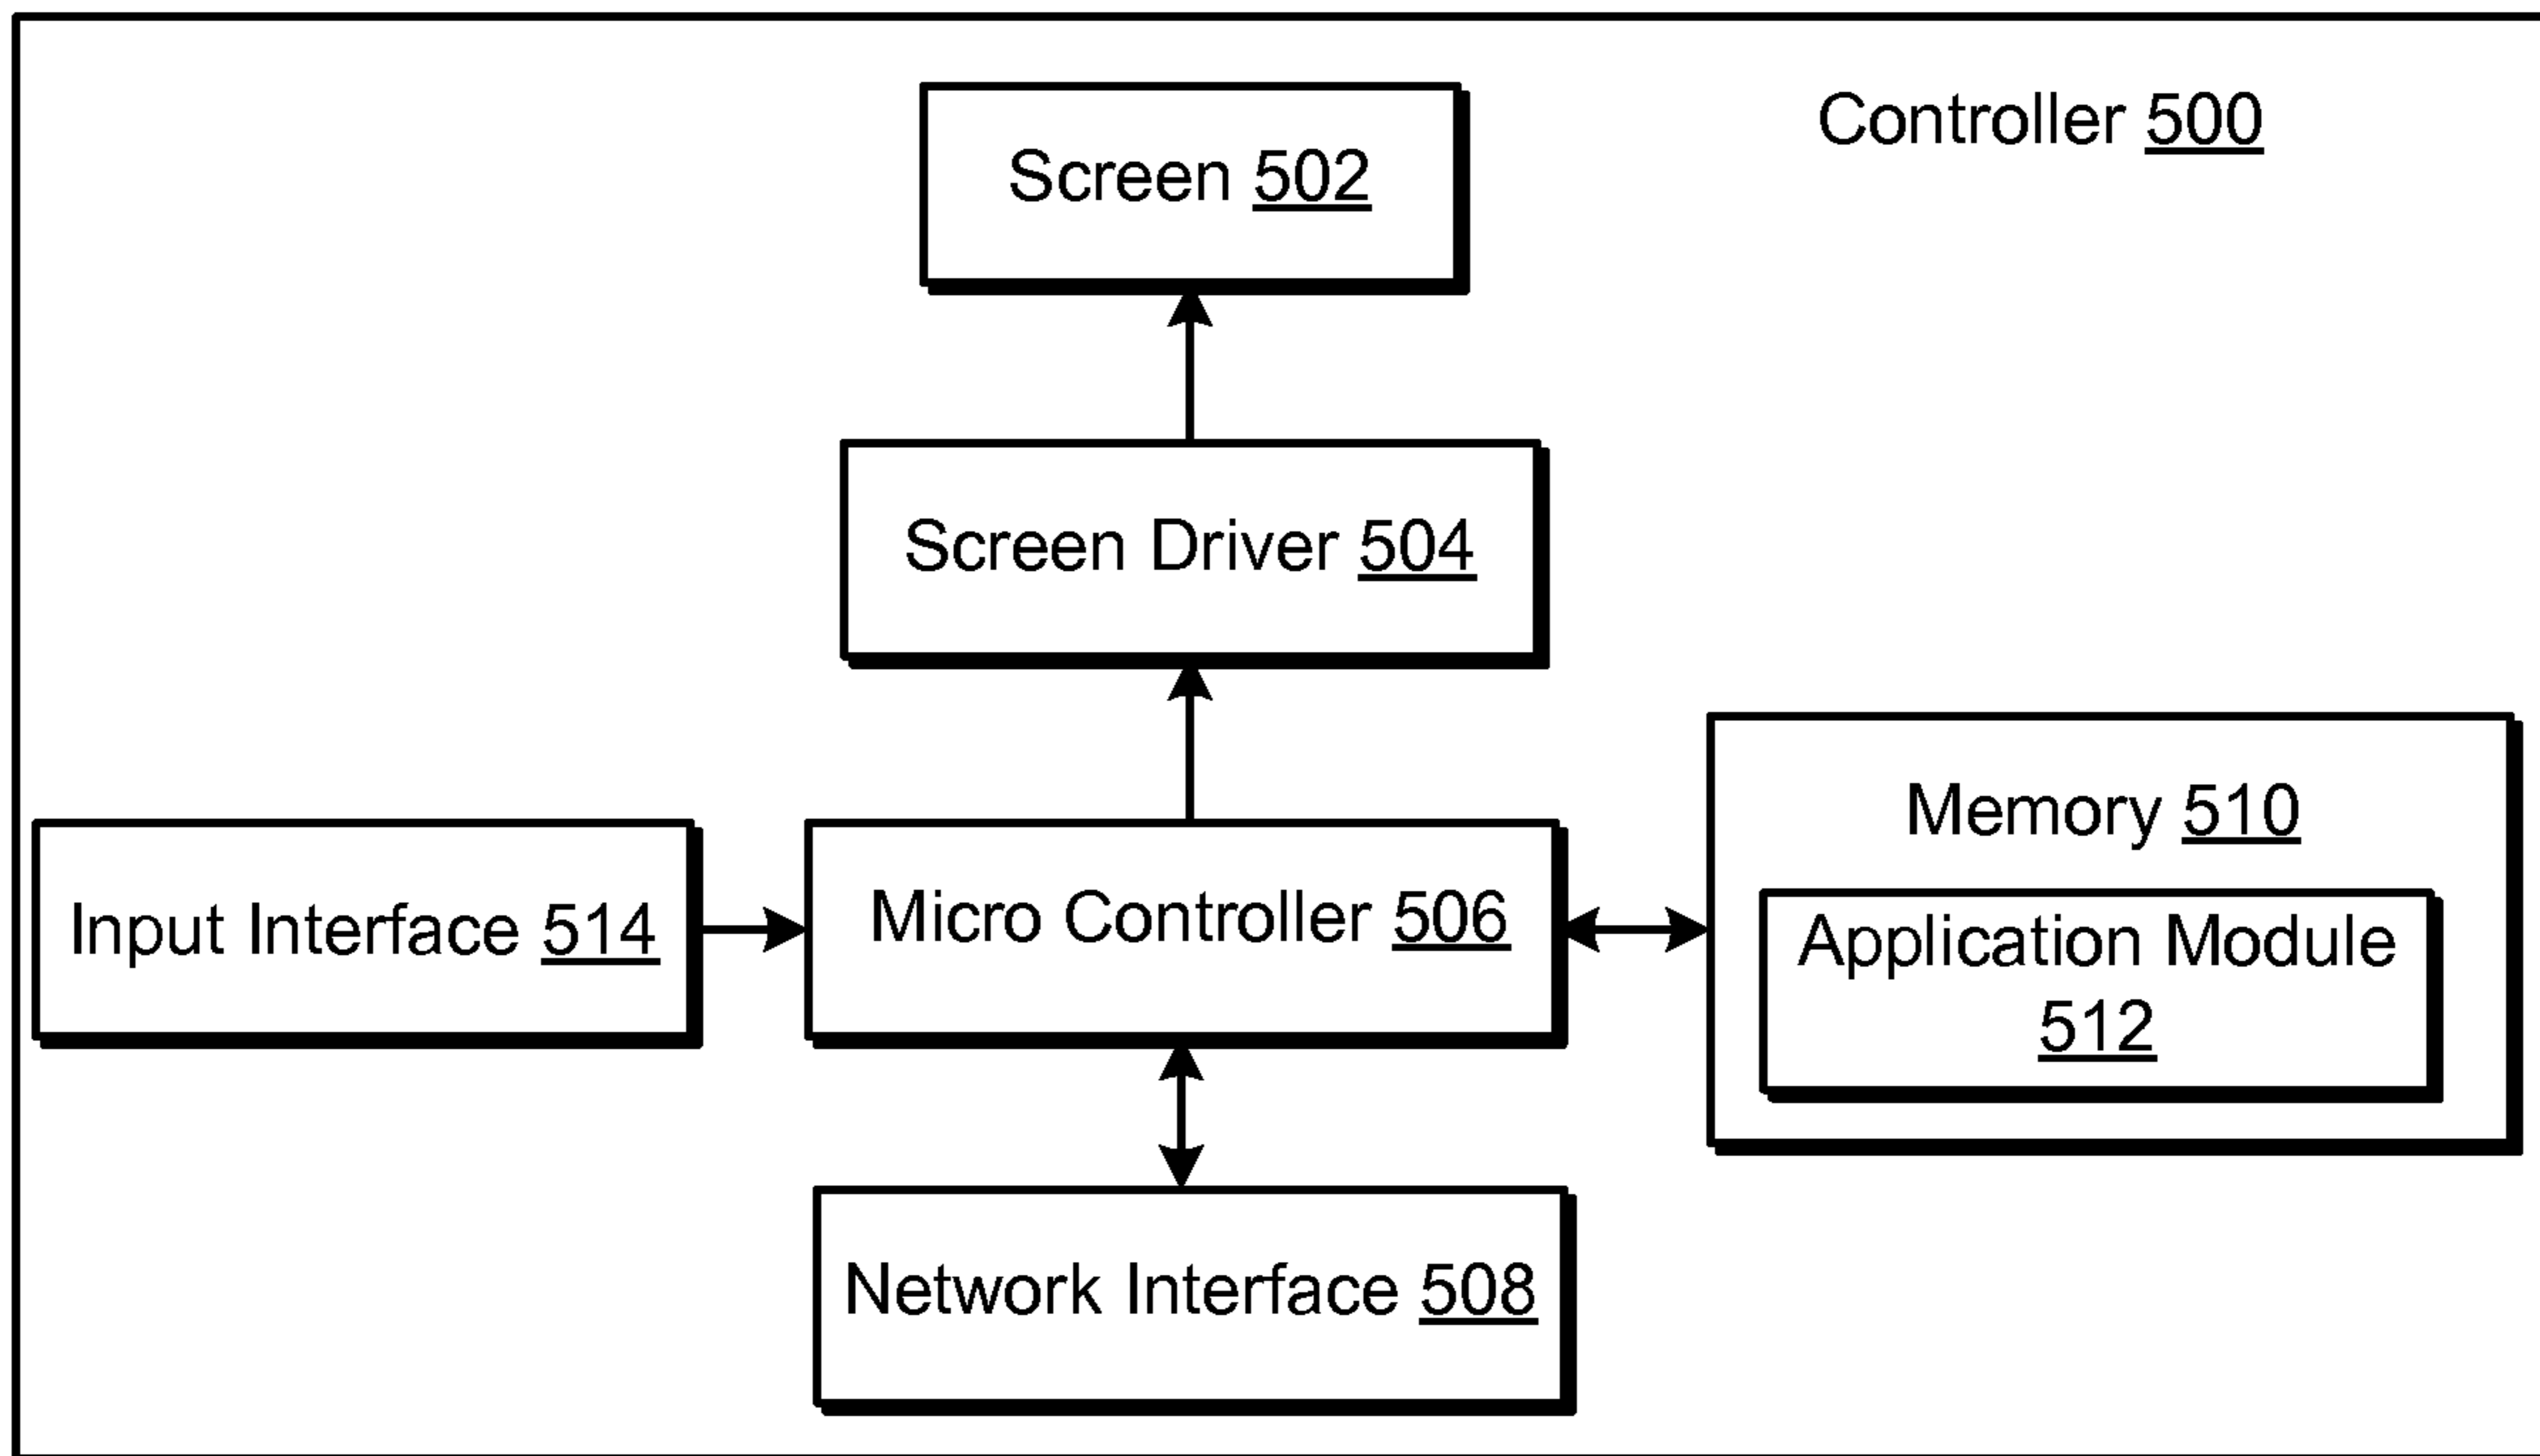 Controller 500
Screen 502
Screen Driver 504
Memory 510
Input Interface 514
Micro Controller 506
Application Module
512
Network Interface 508